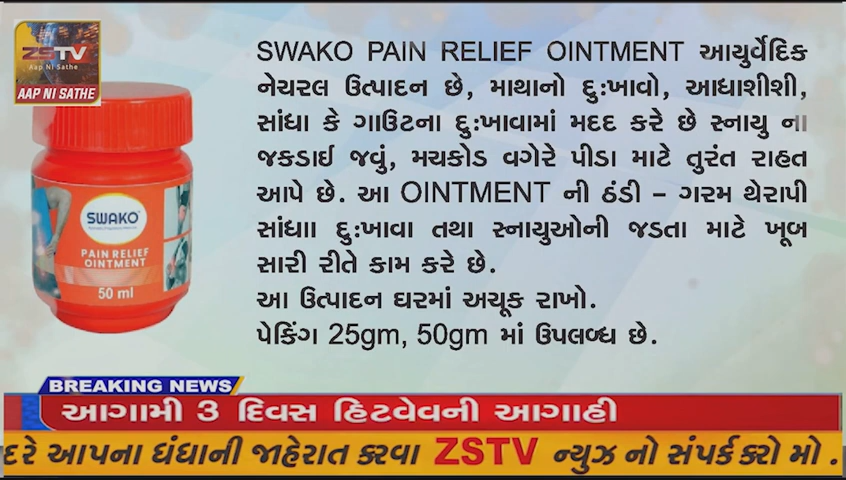 ZSTV
Aap Ni Sathe
AAP NI SATHE
SWAKO PAIN RELIEF OINTMENT આયુર્વેદિક
નેચરલ ઉત્પાદન છે, માથાનો દુઃખાવો, આધાશીશી,
સાંધા કે ગાઉટના દુઃખાવામાં મદદ કરે છે સ્નાયુ ના
જકડાઈ જવું, મચકોડ વગેરે પીડા માટે તુરંત રાહત
આપે છે. આ OINTMENT ની ઠંડી – ગરમ થેરાપી
સાંધાા દુઃખાવા તથા સ્નાયુઓની જડતા માટે ખૂબ
સારી રીતે કામ કરે છે.
આ ઉત્પાદન ઘરમાં અચૂક રાખો.
પેકિંગ 25gm, 50gm માં ઉપલબ્ધ છે.
SWAKO
PAIN RELIEF
OINTMENT
50 ml
BREAKING NEWS
આગામી 3 દિવસ હિટવેવની આગાહી
દરે આપના ધંધાની જાહેરાત કરવા ZSTV ન્યુઝ નો સંપર્ક કરો મો .